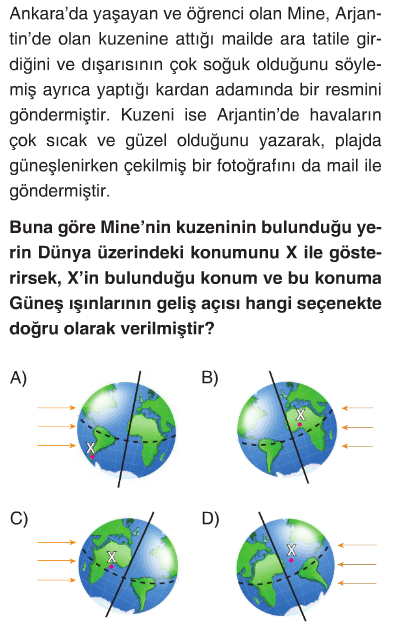 Ankara’da yaşayan ve öğrenci olan Mine, Arjan-
tin’de olan kuzenine attığı mailde ara tatile gir-
diğini ve dışarısının çok soğuk olduğunu söyle-
miş ayrıca yaptığı kardan adamında bir resmini
göndermiştir. Kuzeni ise Arjantin’de havaların
çok sıcak ve güzel olduğunu yazarak, plajda
güneşlenirken çekilmiş bir fotoğrafını da mail ile
göndermiştir.
Buna göre Mine’nin kuzeninin bulunduğu ye-
rin Dünya üzerindeki konumunu X ile göste-
rirsek, X’in bulunduğu konum ve bu konuma
Güneş ışınlarının geliş açısı hangi seçenekte
doğru olarak verilmiştir?
A)
X
B)
X
C)
X
D)
X